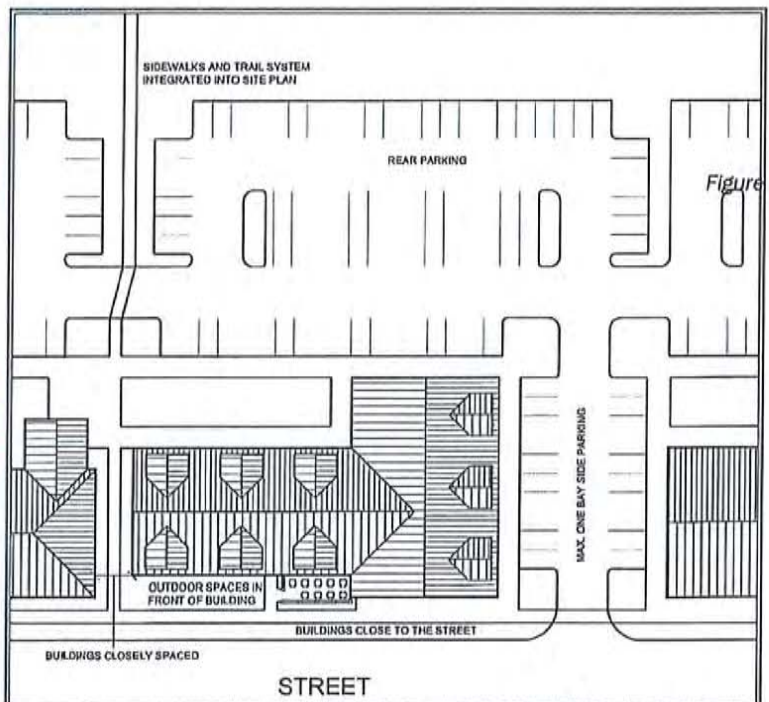 SIDEWALKS AND TRAIL SYSTEM
INTEGRATED INTO SITE PLAN
REAR PARKING
Figure
MAX. ONE BAY SIDE PARKING
OUTDOOR SPACES IN
FRONT OF BUILDING
BUILDINGS CLOSE TO THE STREET
BUILDINGS CLOSELY SPACED
STREET